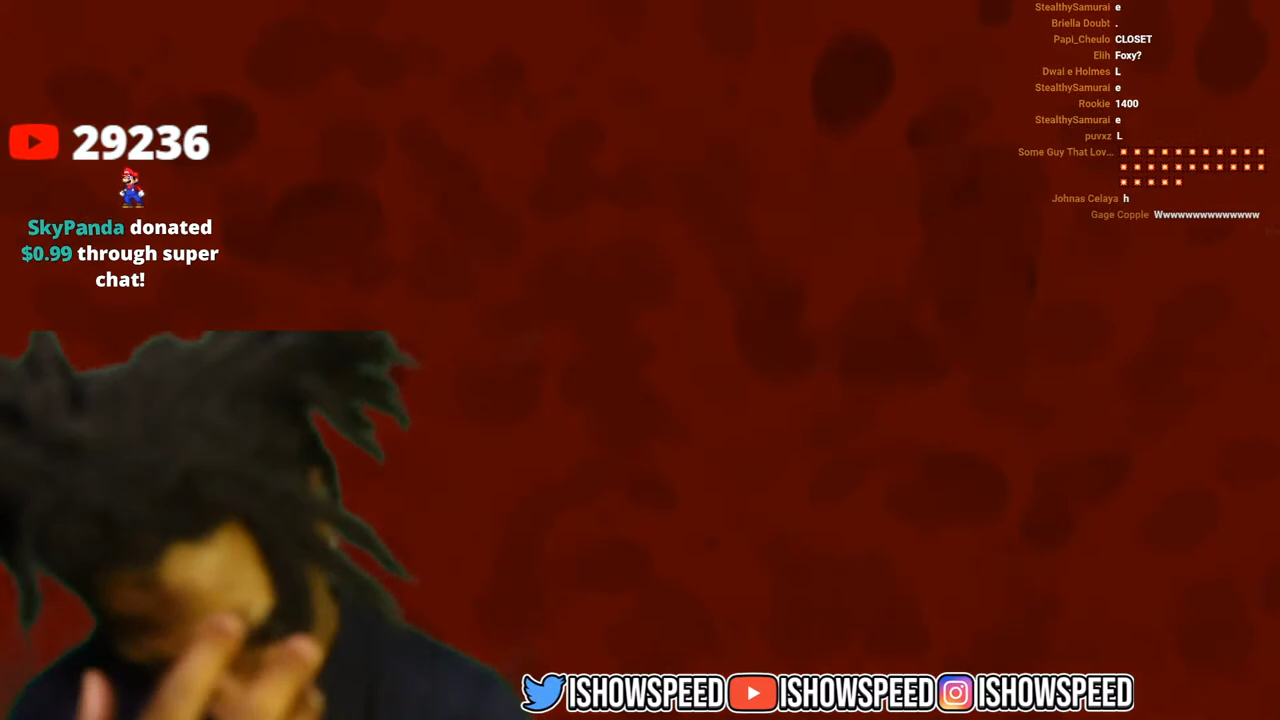 29236
SkyPanda donated
$0.99 through super
chat!
StealthySamurai e
Briella Doubt .
Papi_Cheulo CLOSET
Elih Foxy?
Dwai e Holmes L
StealthySamurai e
Rookie 1400
StealthySamurai e
puvxz L
Some Guy That Lov...
Johnas Celaya h
Gage Copple Wwwwwwwwwwwwwww
ISHOWSPEED ISHOWSPEED ISHOWSPEED